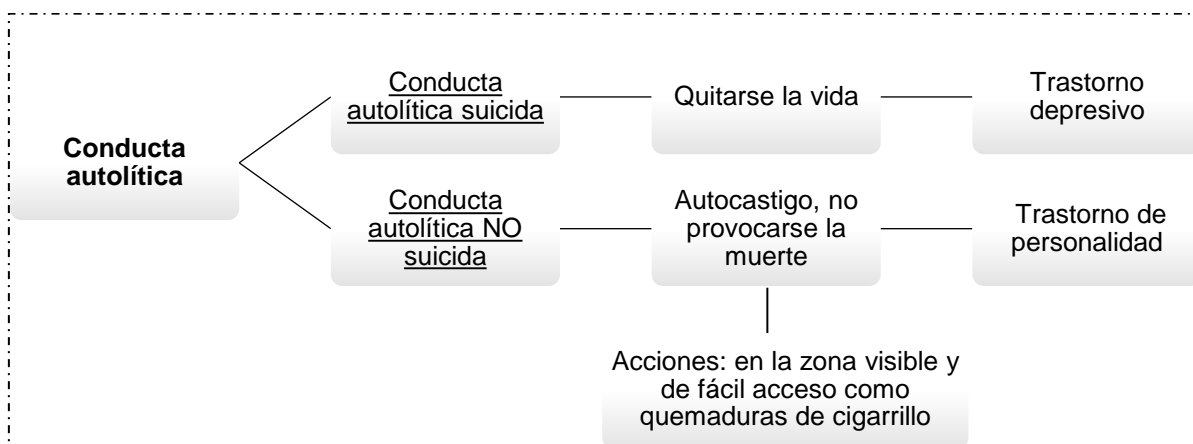 Conducta
autolítica
Conducta
autolítica suicida
Quitarse la vida
Trastorno
depresivo
Conducta
autolítica NO
suicida
Autocastigo, no
provocarse la
muerte
Trastorno de
personalidad
Acciones: en la zona visible y
de fácil acceso como
quemaduras de cigarrillo